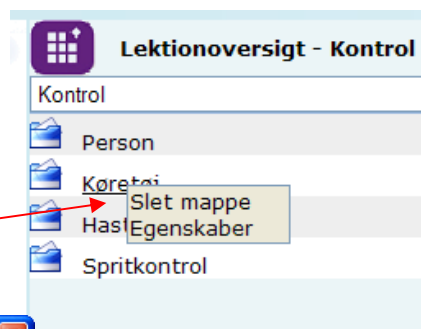 Lektionoversigt - Kontrol
Kontrol
Person
Køretøj
Slet mappe
Hast
Egenskaber
Spritkontrol